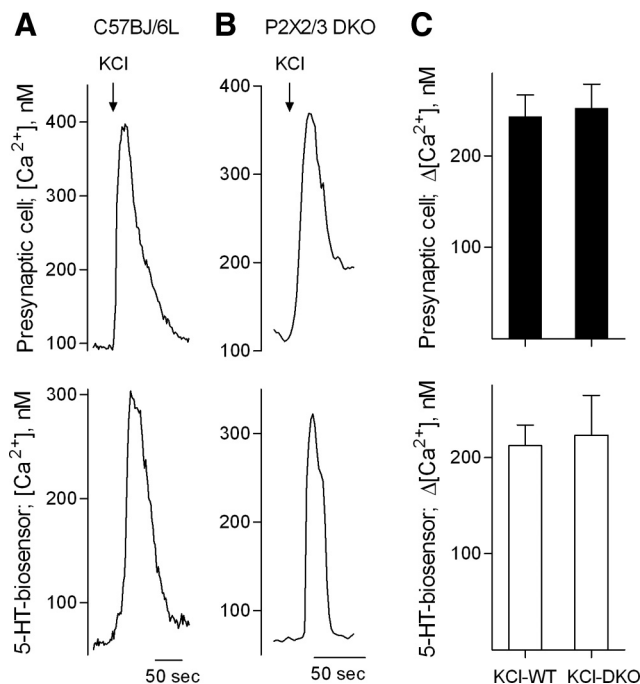 A
C57BJ/6L
B
P2X2/3 DKO
C
KCl
KCl
Presynaptic cell; [Ca2+], nM
400
300
200
100
400
300
200
100
Presynaptic cell; Δ[Ca2+], nM
200
100
5-HT-biosensor; [Ca2+], nM
300
200
100
300
200
100
5-HT-biosensor; Δ[Ca2+], nM
200
100
50 sec
50 sec
KCl-WT
KCl-DKO